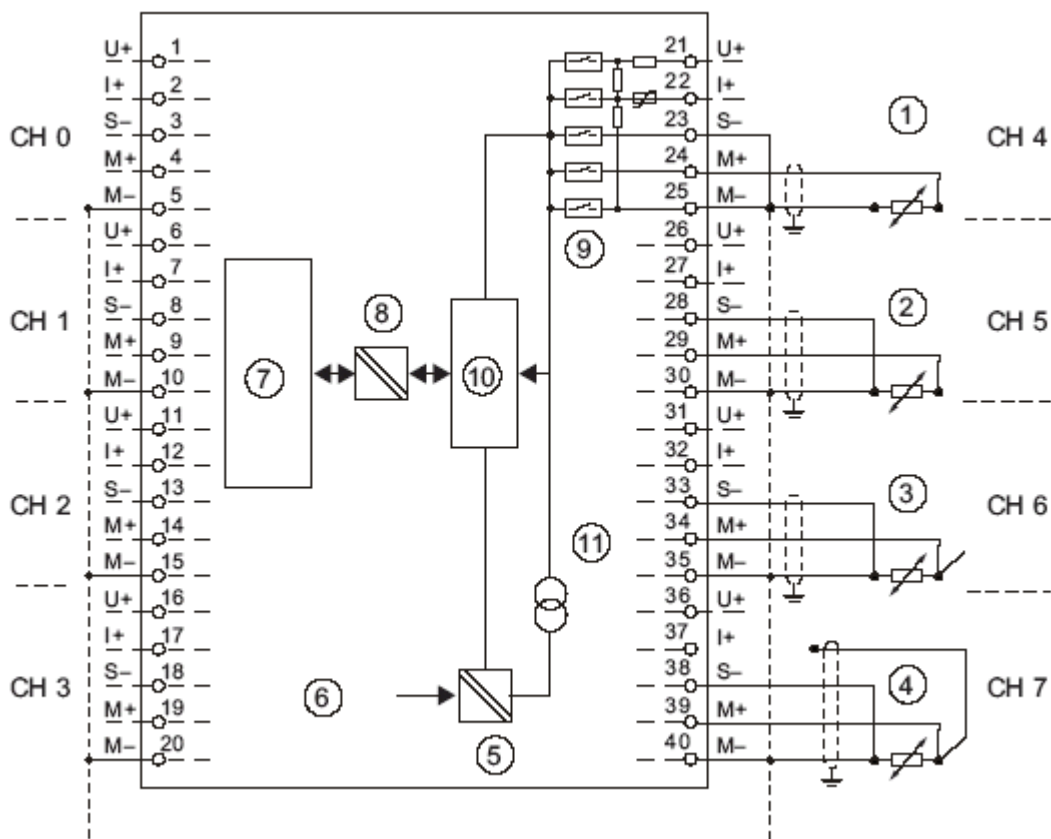 CH 0
U+ 1
I+ 2
S– 3
M+ 4
M– 5
CH 1
U+ 6
I+ 7
S– 8
M+ 9
M– 10
CH 2
U+ 11
I+ 12
S– 13
M+ 14
M– 15
CH 3
U+ 16
I+ 17
S– 18
M+ 19
M– 20
7
8
10
6
5
9
11
21 U+
22 I+
23 S–
24 M+
25 M–
1
CH 4
26 U+
27 I+
28 S–
29 M+
30 M–
2
CH 5
31 U+
32 I+
33 S–
34 M+
35 M–
3
CH 6
36 U+
37 I+
38 S–
39 M+
40 M–
4
CH 7